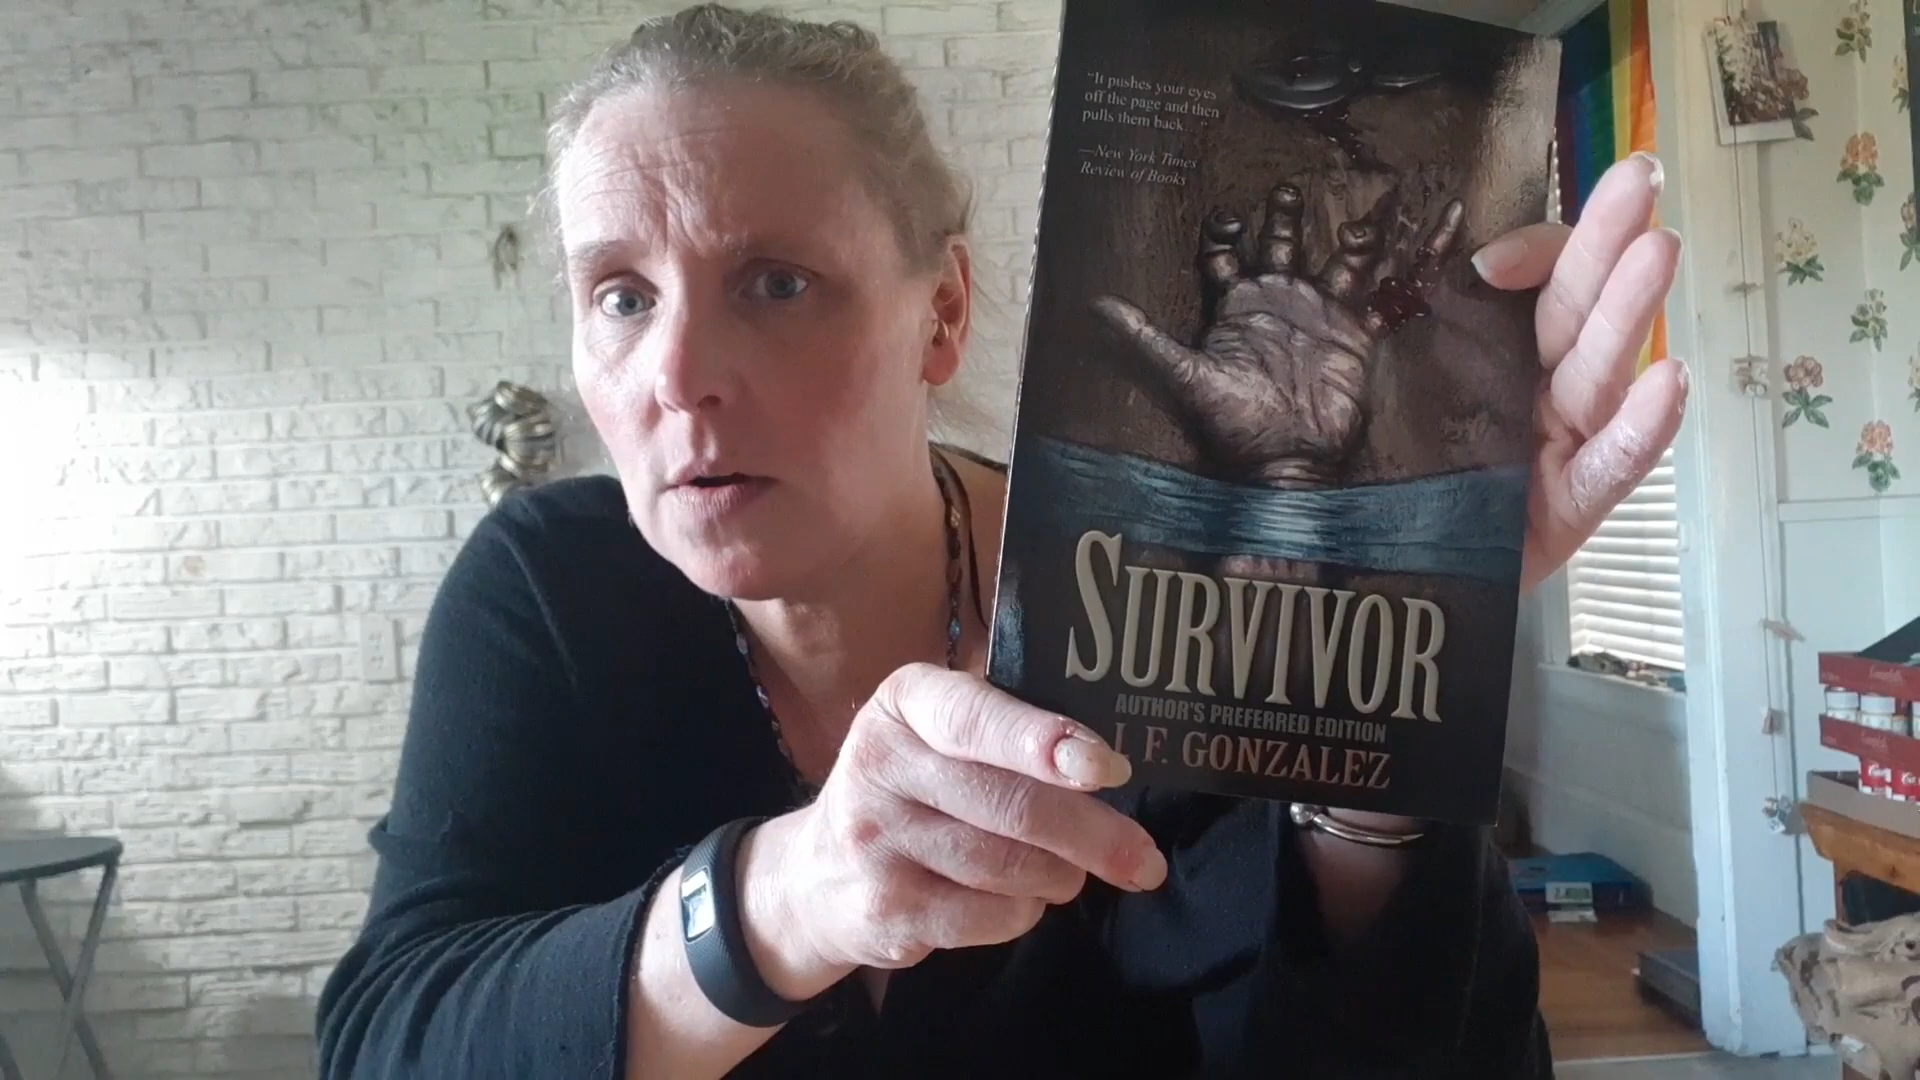 “It pushes your eyes
off the page and then
pulls them back...”
—New York Times
Review of Books
SURVIVOR
AUTHOR'S PREFERRED EDITION
J. F. GONZALEZ